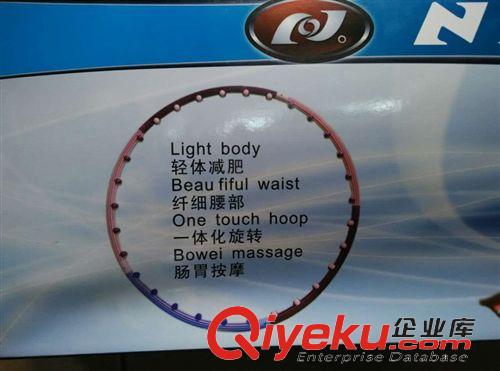 N
Light body
轻体减肥
Beau fiful waist
纤细腰部
One touch hoop
一体化旋转
Bowei massage
肠胃按摩
Qiyeku.com 企业库
Enterprise Database